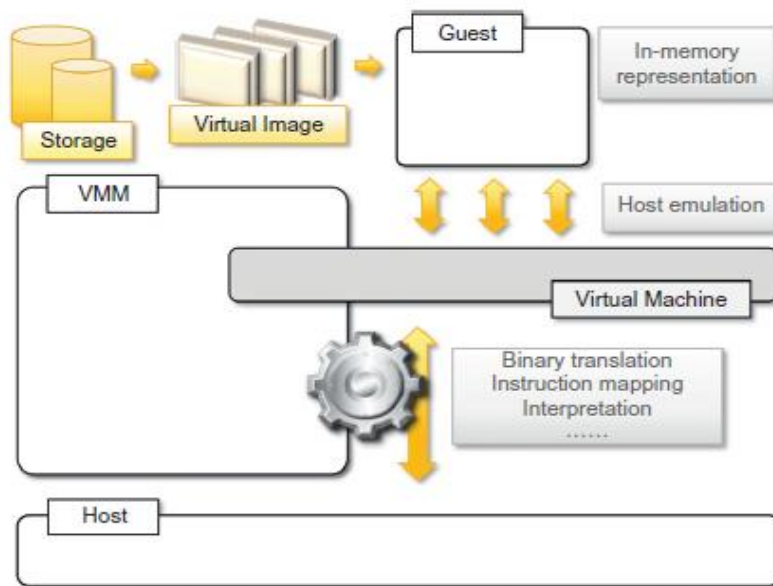 Guest
In-memory
representation
Storage
Virtual Image
VMM
Host emulation
Virtual Machine
Binary translation
Instruction mapping
Interpretation
......
Host